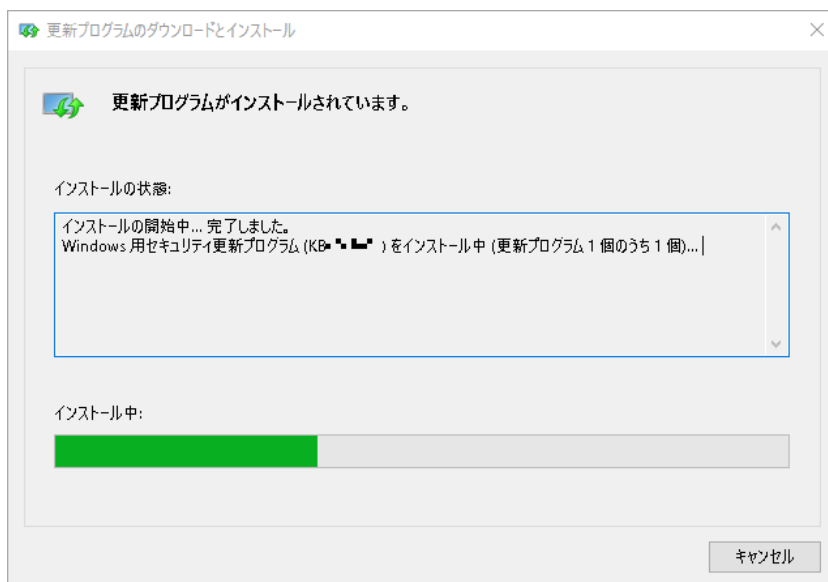 更新プログラムのダウンロードとインストール
更新プログラムがインストールされています。
インストールの状態:
インストールの開始中... 完了しました。
Windows 用セキュリティ更新プログラム (KB ) をインストール中 (更新プログラム 1 個のうち 1 個)...
インストール中:
キャンセル